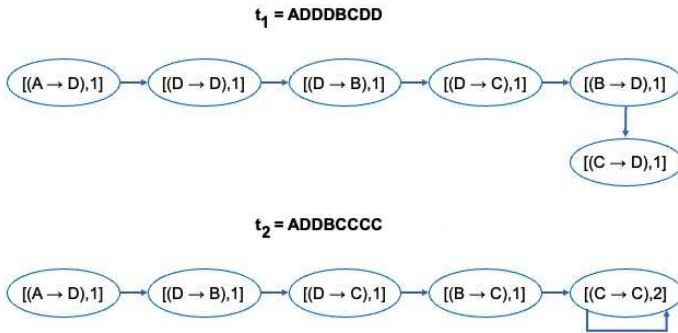 t1 = ADDDBCDD
[(A → D),1] [(D → D),1] [(D → B),1] [(D → C),1] [(B → D),1]
[(C → D),1]
t2 = ADDBCCCC
[(A → D),1] [(D → B),1] [(D → C),1] [(B → C),1] [(C → C),2]